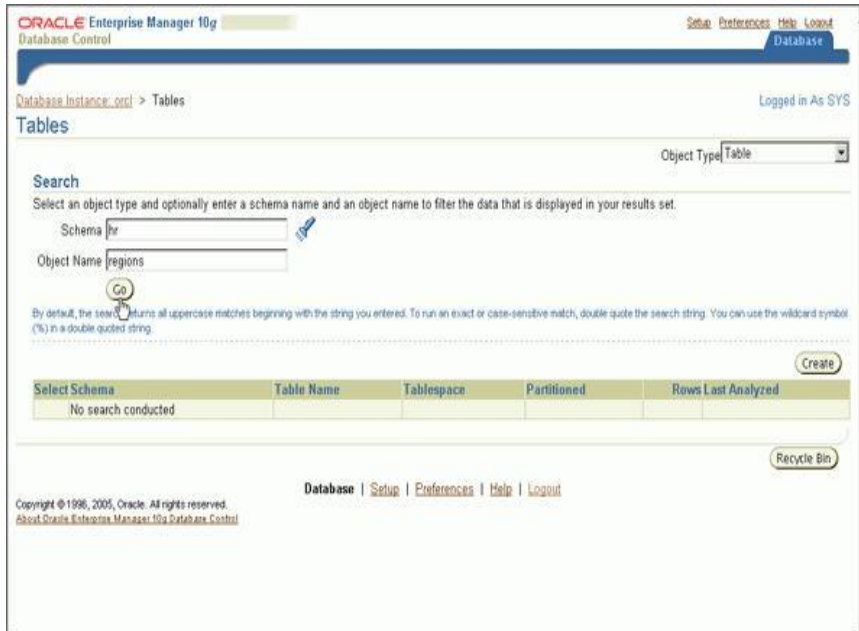 ORACLE Enterprise Manager 10g
Database Control
Setup Preferences Help Logout
Database
Database Instance: orcl > Tables
Logged in As SYS
Tables
Object Type Table
Search
Select an object type and optionally enter a schema name and an object name to filter the data that is displayed in your results set.
Schema hr
Object Name regions
Go
By default, the search returns all uppercase matches beginning with the string you entered. To run an exact or case-sensitive match, double quote the search string. You can use the wildcard symbol
(%) in a double quoted string.
Create
Select Schema Table Name Tablespace Partitioned Rows Last Analyzed
No search conducted
Recycle Bin
Database | Setup | Preferences | Help | Logout
Copyright © 1996, 2005, Oracle. All rights reserved.
About Oracle Enterprise Manager 10g Database Control